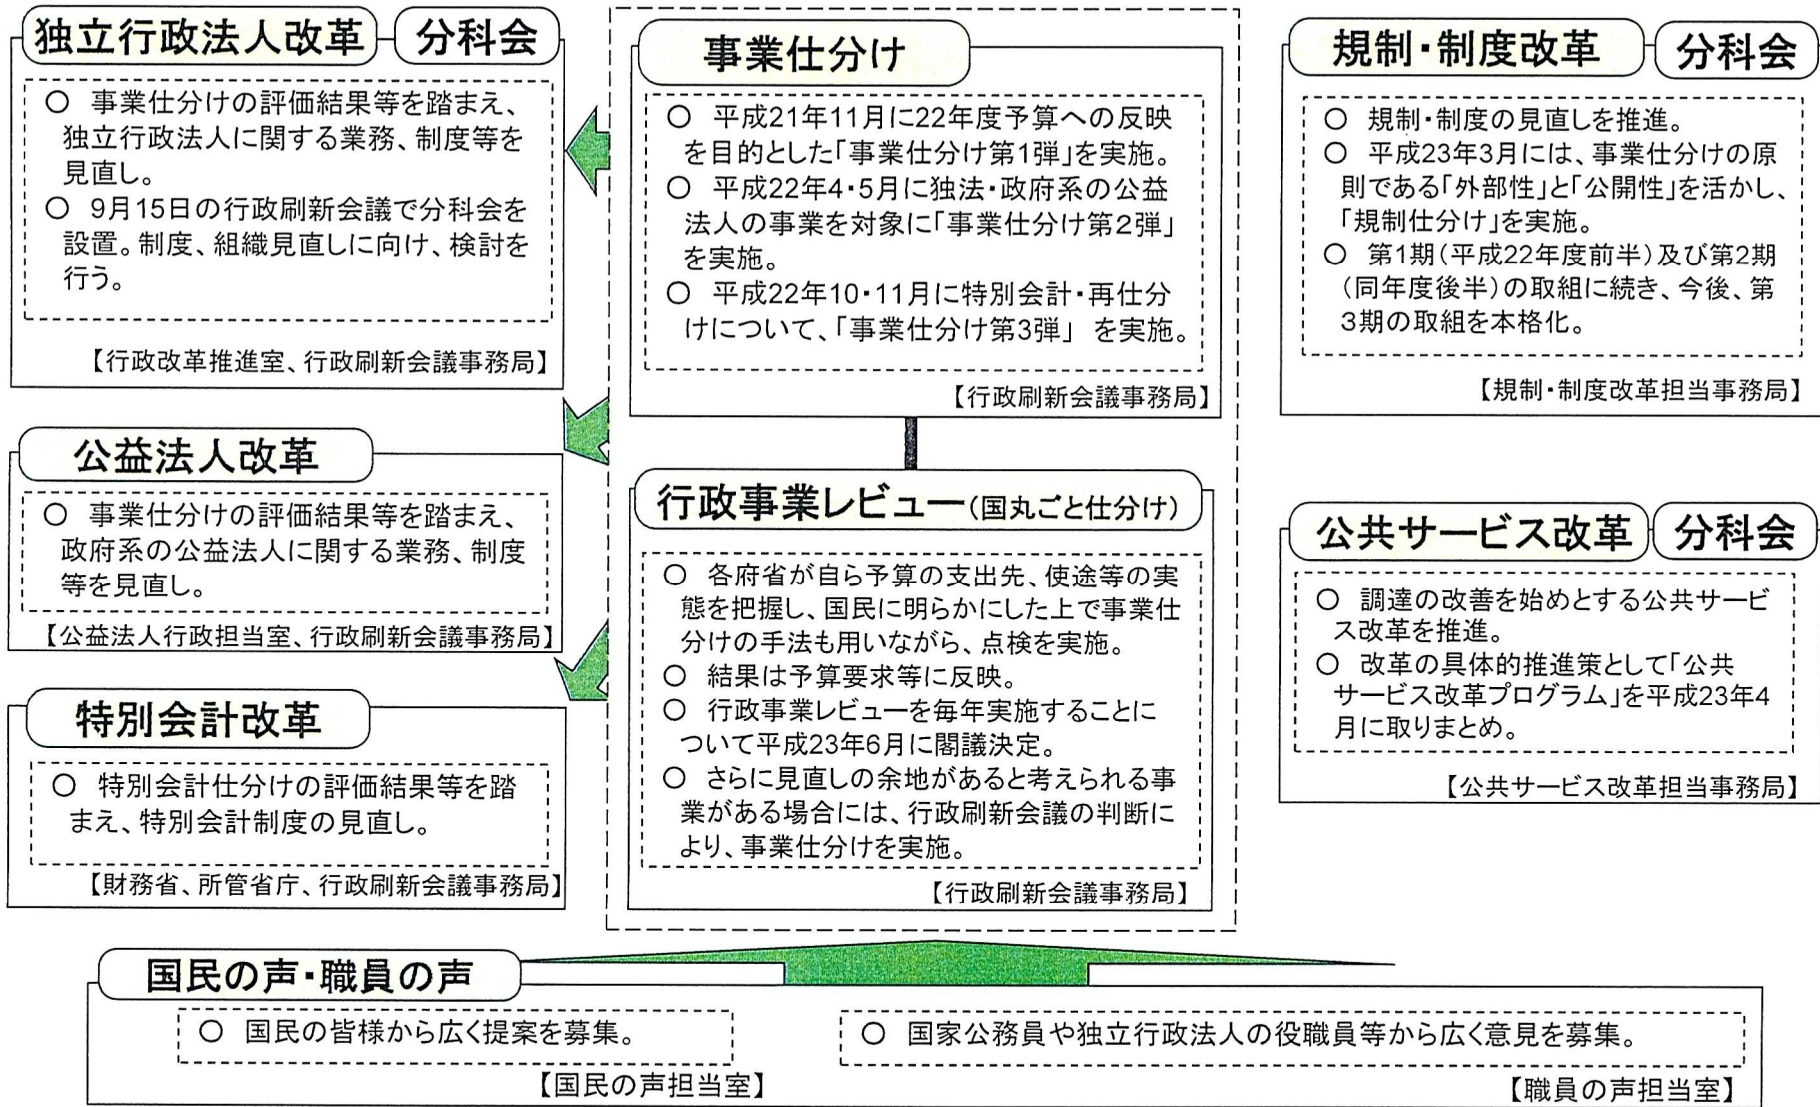 独立行政法人改革
分科会
○ 事業仕分けの評価結果等を踏まえ、
独立行政法人に関する業務、制度等を
見直し。
○ 9月15日の行政刷新会議で分科会を
設置。制度、組織見直しに向け、検討を
行う。
【行政改革推進室、行政刷新会議事務局】
公益法人改革
○ 事業仕分けの評価結果等を踏まえ、
政府系の公益法人に関する業務、制度
等を見直し。
【公益法人行政担当室、行政刷新会議事務局】
特別会計改革
○ 特別会計仕分けの評価結果等を踏
まえ、特別会計制度の見直し。
【財務省、所管省庁、行政刷新会議事務局】
事業仕分け
○ 平成21年11月に22年度予算への反映
を目的とした「事業仕分け第1弾」を実施。
○ 平成22年4・5月に独法・政府系の公益
法人の事業を対象に「事業仕分け第2弾」
を実施。
○ 平成22年10・11月に特別会計・再仕分
けについて、「事業仕分け第3弾」 を実施。
【行政刷新会議事務局】
行政事業レビュー(国丸ごと仕分け)
○ 各府省が自ら予算の支出先、使途等の実
態を把握し、国民に明らかにした上で事業仕
分けの手法も用いながら、点検を実施。
○ 結果は予算要求等に反映。
○ 行政事業レビューを毎年実施することに
ついて平成23年6月に閣議決定。
○ さらに見直しの余地があると考えられる事
業がある場合には、行政刷新会議の判断に
より、事業仕分けを実施。
【行政刷新会議事務局】
規制・制度改革
分科会
○ 規制・制度の見直しを推進。
○ 平成23年3月には、事業仕分けの原
則である「外部性」と「公開性」を活かし、
「規制仕分け」を実施。
○ 第1期(平成22年度前半)及び第2期
(同年度後半)の取組に続き、今後、第
3期の取組を本格化。
【規制・制度改革担当事務局】
公共サービス改革
分科会
○ 調達の改善を始めとする公共サービ
ス改革を推進。
○ 改革の具体的推進策として「公共
サービス改革プログラム」を平成23年4
月に取りまとめ。
【公共サービス改革担当事務局】
国民の声・職員の声
○ 国民の皆様から広く提案を募集。
【国民の声担当室】
○ 国家公務員や独立行政法人の役職員等から広く意見を募集。
【職員の声担当室】